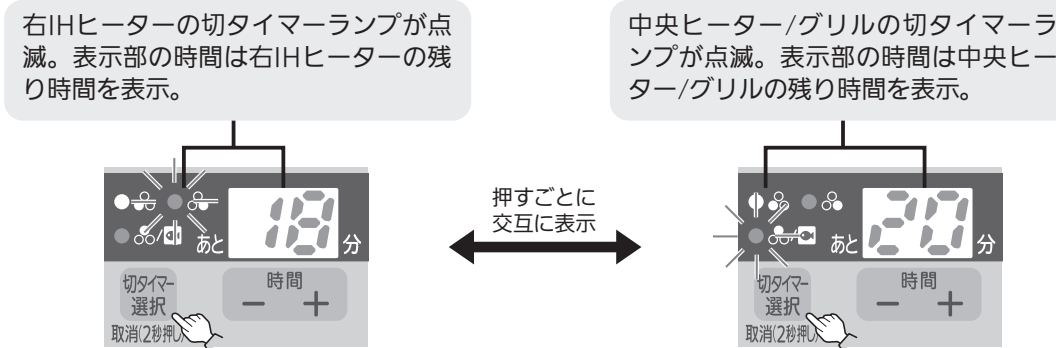 右IHヒーターの切タイマーランプが点
滅。表示部の時間は右IHヒーターの残
り時間を表示。
中央ヒーター/グリルの切タイマーラ
ンプが点滅。表示部の時間は中央ヒー
ター/グリルの残り時間を表示。
あと 18 分
切タイマー
選択
取消(2秒押し
時間
− +
押すごとに
交互に表示
あと 20 分
切タイマー
選択
取消(2秒押し
時間
− +